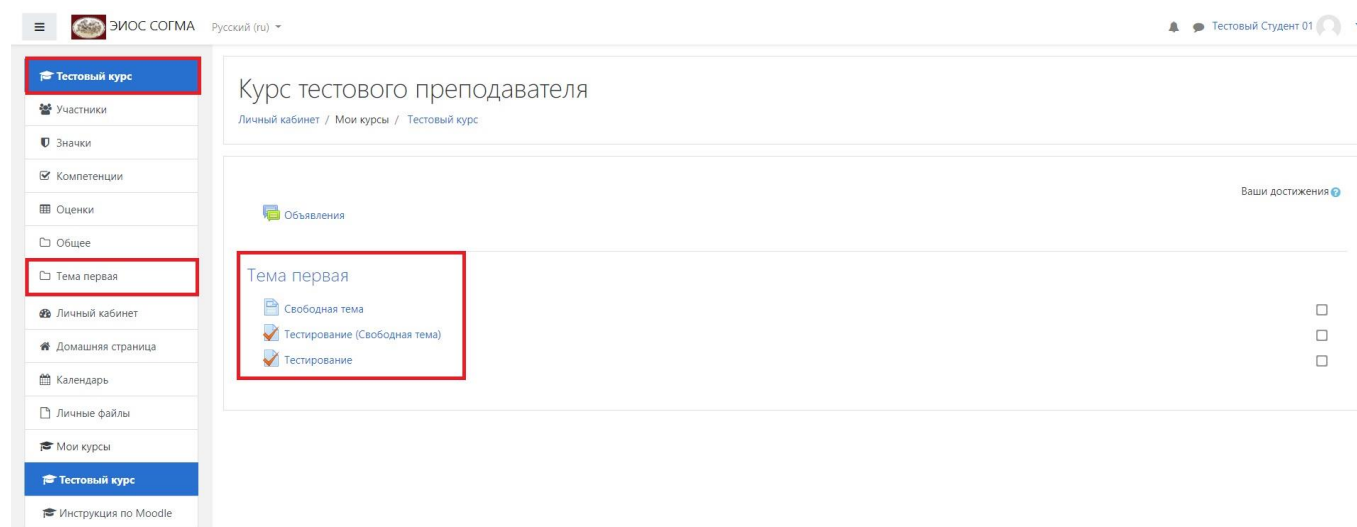 ЭИОС СОГМА Русский (ru)
Тестовый Студент 01
Тестовый курс
Участники
Значки
Компетенции
Оценки
Общее
Тема первая
Личный кабинет
Домашняя страница
Календарь
Личные файлы
Мои курсы
Тестовый курс
Инструкция по Moodle
Курс тестового преподавателя
Личный кабинет / Мои курсы / Тестовый курс
Ваши достижения
Объявления
Тема первая
Свободная тема
Тестирование (Свободная тема)
Тестирование